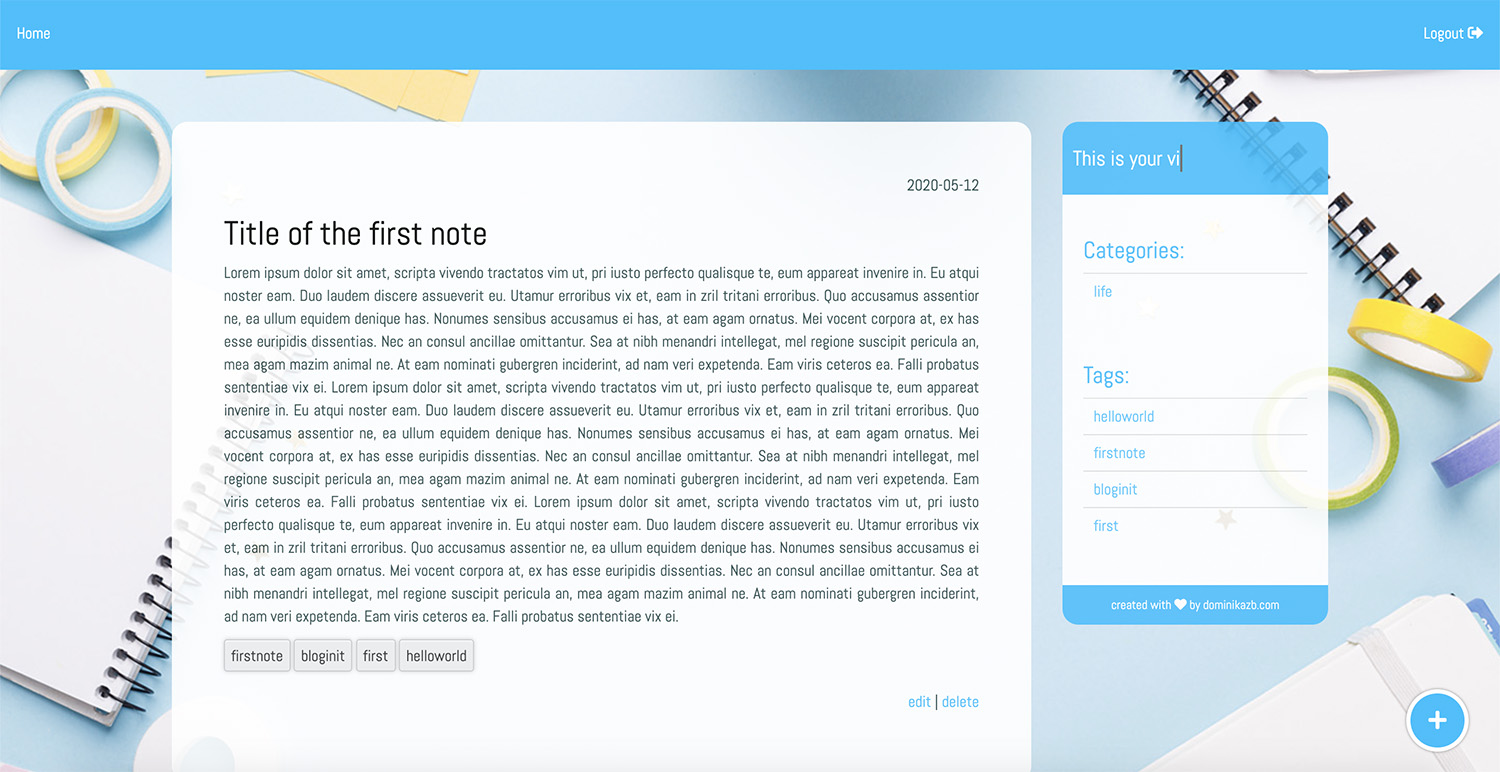 Home
Logout
2020-05-12
Title of the first note
Lorem ipsum dolor sit amet, scripta vivendo tractatos vim ut, pri iusto perfecto qualisque te, eum appareat invenire in. Eu atqui
noster eam. Duo laudem discere assueverit eu. Utamur erroribus vix et, eam in zril tritani erroribus. Quo accusamus assentior
ne, ea ullum equidem denique has. Nonumes sensibus accusamus ei has, at eam agam ornatus. Mei vocent corpora at, ex has
esse euripidis dissentias. Nec an consul ancillae omittantur. Sea at nibh menandri intellegat, mel regione suscipit pericula an,
mea agam mazim animal ne. At eam nominati gubergren inciderint, ad nam veri expetenda. Eam viris ceteros ea. Falli probatus
sententiae vix ei. Lorem ipsum dolor sit amet, scripta vivendo tractatos vim ut, pri iusto perfecto qualisque te, eum appareat
invenire in. Eu atqui noster eam. Duo laudem discere assueverit eu. Utamur erroribus vix et, eam in zril tritani erroribus. Quo
accusamus assentior ne, ea ullum equidem denique has. Nonumes sensibus accusamus ei has, at eam agam ornatus. Mei
vocent corpora at, ex has esse euripidis dissentias. Nec an consul ancillae omittantur. Sea at nibh menandri intellegat, mel
regione suscipit pericula an, mea agam mazim animal ne. At eam nominati gubergren inciderint, ad nam veri expetenda. Eam
viris ceteros ea. Falli probatus sententiae vix ei. Lorem ipsum dolor sit amet, scripta vivendo tractatos vim ut, pri iusto
perfecto qualisque te, eum appareat invenire in. Eu atqui noster eam. Duo laudem discere assueverit eu. Utamur erroribus vix
et, eam in zril tritani erroribus. Quo accusamus assentior ne, ea ullum equidem denique has. Nonumes sensibus accusamus ei
has, at eam agam ornatus. Mei vocent corpora at, ex has esse euripidis dissentias. Nec an consul ancillae omittantur. Sea at
nibh menandri intellegat, mel regione suscipit pericula an, mea agam mazim animal ne. At eam nominati gubergren inciderint,
ad nam veri expetenda. Eam viris ceteros ea. Falli probatus sententiae vix ei.
firstnote bloginit first helloworld
edit | delete
This is your vi
Categories:
life
Tags:
helloworld
firstnote
bloginit
first
created with ♥ by dominikazb.com